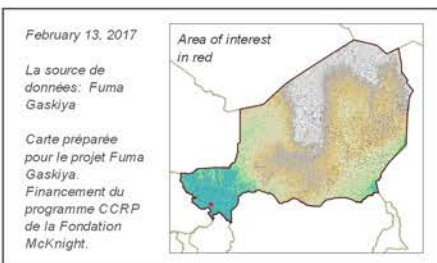 February 13, 2017
La source de
données: Fuma
Gaskiya
Carte préparée
pour le projet Fuma
Gaskiya.
Financement du
programme CCRP
de la Fondation
McKnight.
Area of interest
in red